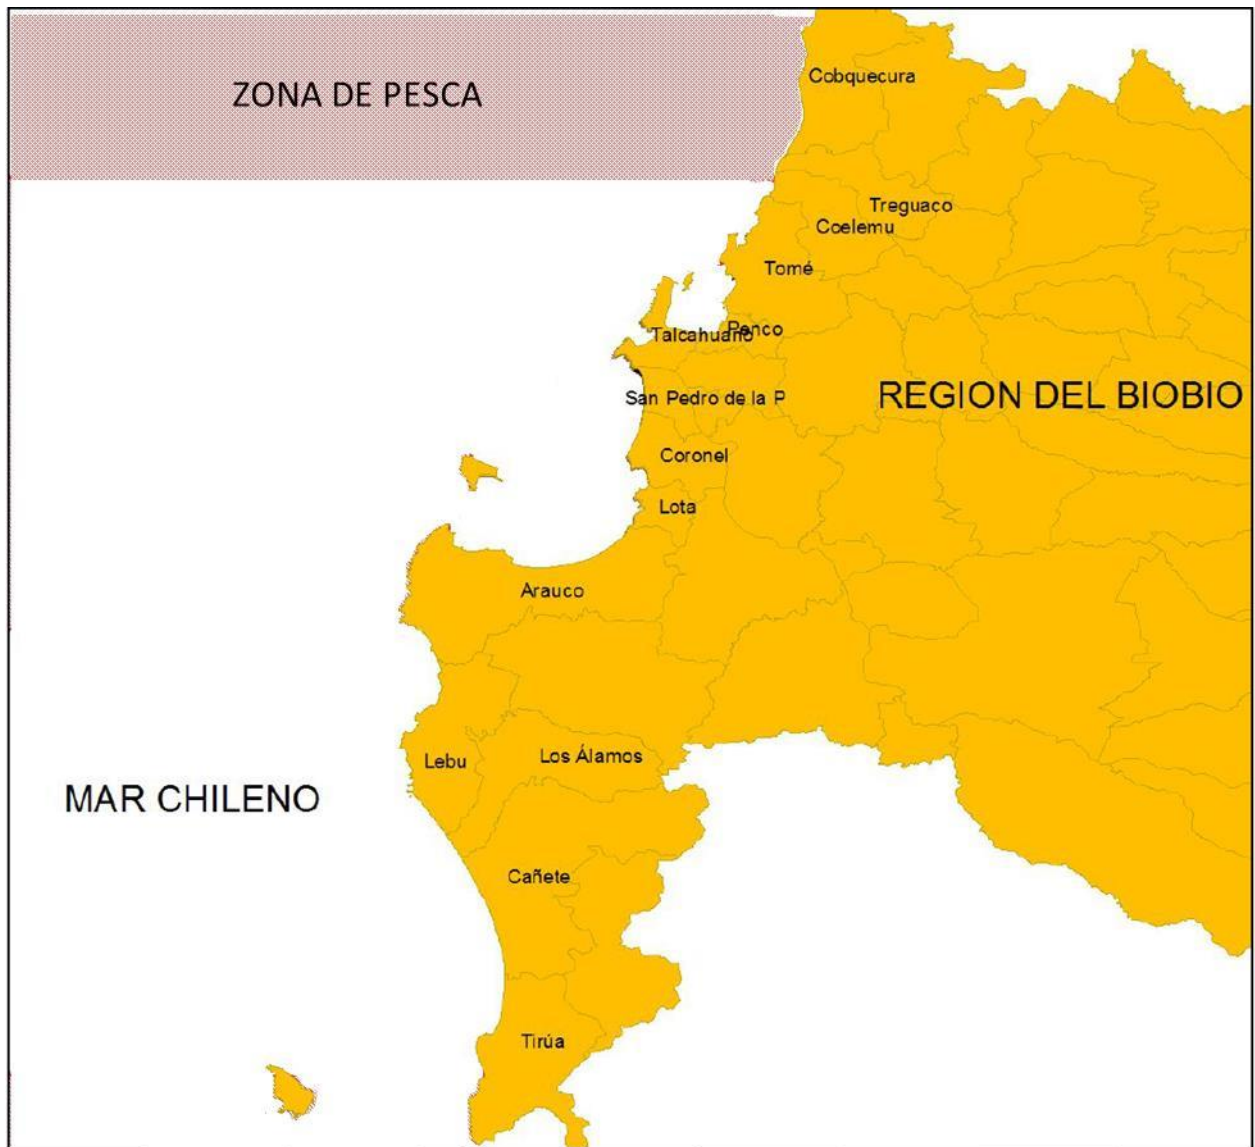 Cobquecura
ZONA DE PESCA
Treguaco
Coelemu
Tomé
Penco
Talcahuano
REGION DEL BIOBIO
San Pedro de la P
Coronel
Lota
Arauco
Los Álamos
Lebu
MAR CHILENO
Cañete
Tirúa